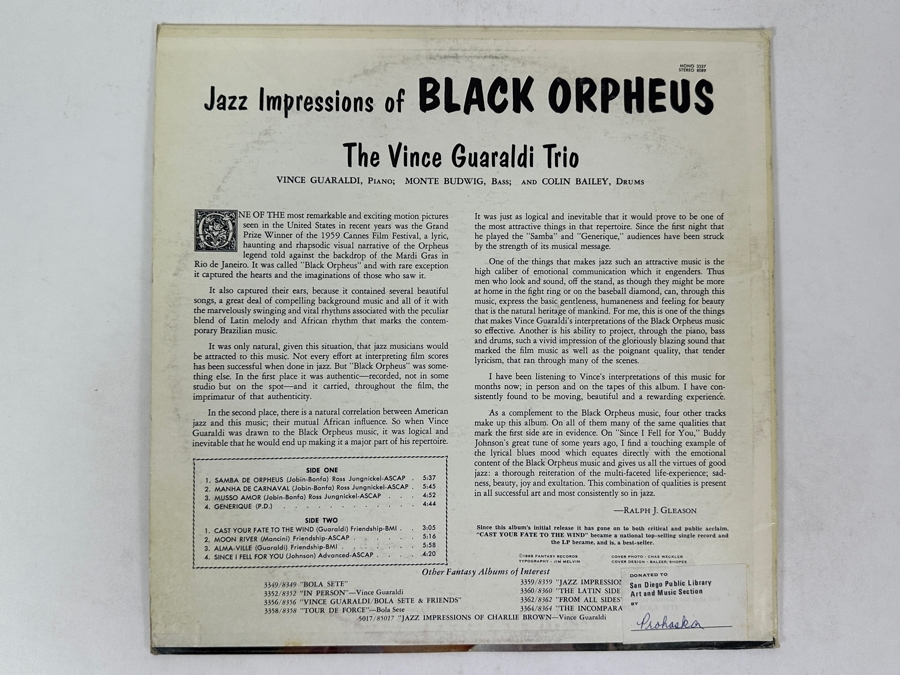 MONO 3337
STEREO 8089
Jazz Impressions of BLACK ORPHEUS
The Vince Guaraldi Trio
VINCE GUARALDI, PIANO; MONTE BUDWIG, BASS; AND COLIN BAILEY, DRUMS
ONE OF THE most remarkable and exciting motion pictures
seen in the United States in recent years was the Grand
Prize Winner of the 1959 Cannes Film Festival, a lyric,
haunting and rhapsodic visual narrative of the Orpheus
legend told against the backdrop of the Mardi Gras in
Rio de Janeiro. It was called "Black Orpheus" and with rare exception
it captured the hearts and the imaginations of those who saw it.
It also captured their ears, because it contained several beautiful
songs, a great deal of compelling background music and all of it with
the marvelously swinging and vital rhythms associated with the peculiar
blend of Latin melody and African rhythm that marks the contem-
porary Brazilian music.
It was only natural, given this situation, that jazz musicians would
be attracted to this music. Not every effort at interpreting film scores
has been successful when done in jazz. But "Black Orpheus" was some-
thing else. In the first place it was authentic—recorded, not in some
studio but on the spot—and it carried, throughout the film, the
imprimatur of that authenticity.
In the second place, there is a natural correlation between American
jazz and this music; their mutual African influence. So when Vince
Guaraldi was drawn to the Black Orpheus music, it was logical and
inevitable that he would end up making it a major part of his repertoire.
It was just as logical and inevitable that it would prove to be one of
the most attractive things in that repertoire. Since the first night that
he played the "Samba" and "Generique," audiences have been struck
by the strength of its musical message.
One of the things that makes jazz such an attractive music is the
high caliber of emotional communication which it engenders. Thus
men who look and sound, off the stand, as though they might be more
at home in the fight ring or on the baseball diamond, can, through this
music, express the basic gentleness, humaneness and feeling for beauty
that is the natural heritage of mankind. For me, this is one of the things
that makes Vince Guaraldi's interpretations of the Black Orpheus music
so effective. Another is his ability to project, through the piano, bass
and drums, such a vivid impression of the gloriously blazing sound that
marked the film music as well as the poignant quality, that tender
lyricism, that ran through many of the scenes.
I have been listening to Vince's interpretations of this music for
months now; in person and on the tapes of this album. I have con-
sistently found to be moving, beautiful and a rewarding experience.
As a complement to the Black Orpheus music, four other tracks
make up this album. On all of them many of the same qualities that
mark the first side are in evidence. On "Since I Fell for You," Buddy
Johnson's great tune of some years ago, I find a touching example of
the lyrical blues mood which equates directly with the emotional
content of the Black Orpheus music and gives us all the virtues of good
jazz: a thorough reiteration of the multi-faceted life-experience; sad-
ness, beauty, joy and exultation. This combination of qualities is present
in all successful art and most consistently so in jazz.
—RALPH J. GLEASON
SIDE ONE
1. SAMBA DE ORPHEUS (Jobin-Bonfa) Ross Jungnickel-ASCAP . 5:37
2. MANHA DE CARNAVAL (Jobin-Bonfa) Ross Jungnickel-ASCAP . 5:45
3. MUSSO AMOR (Jobin-Bonfa) Ross Jungnickel-ASCAP . . . 4:52
4. GENERIQUE (P.D.) . . . . . . . . 4:44
SIDE TWO
1. CAST YOUR FATE TO THE WIND (Guaraldi) Friendship-BMI . . 3:05
2. MOON RIVER (Mancini) Friendship-ASCAP . . . . . 5:16
3. ALMA-VILLE (Guaraldi) Friendship-BMI . . . . . . 5:58
4. SINCE I FELL FOR YOU (Johnson) Advanced-ASCAP . . . 4:20
Since this album's initial release it has gone on to both critical and public acclaim.
"CAST YOUR FATE TO THE WIND" became a national top-selling single record and
the LP became, and is, a best-seller.
FANTASY RECORDS
TYPOGRAPHY - JIM MELVIN
COVER PHOTO - CHAS WECKLER
COVER DESIGN - BALZER/SHOPES
Other Fantasy Albums of Interest
3349/8349 "BOLA SETE"
3352/8352 "IN PERSON"—Vince Guaraldi
3356/8356 "VINCE GUARALDI/BOLA SETE & FRIENDS"
3358/8358 "TOUR DE FORCE"—Bola Sete
3359/8359 "JAZZ IMPRESSION
3360/8360 "THE LATIN SIDE
3362/8362 "FROM ALL SIDES"
3364/8364 "THE INCOMPARA
5017/85017 "JAZZ IMPRESSIONS OF CHARLIE BROWN—Vince Guaraldi
DONATED TO
San Diego Public Library
Art and Music Section
BY
Prohaska